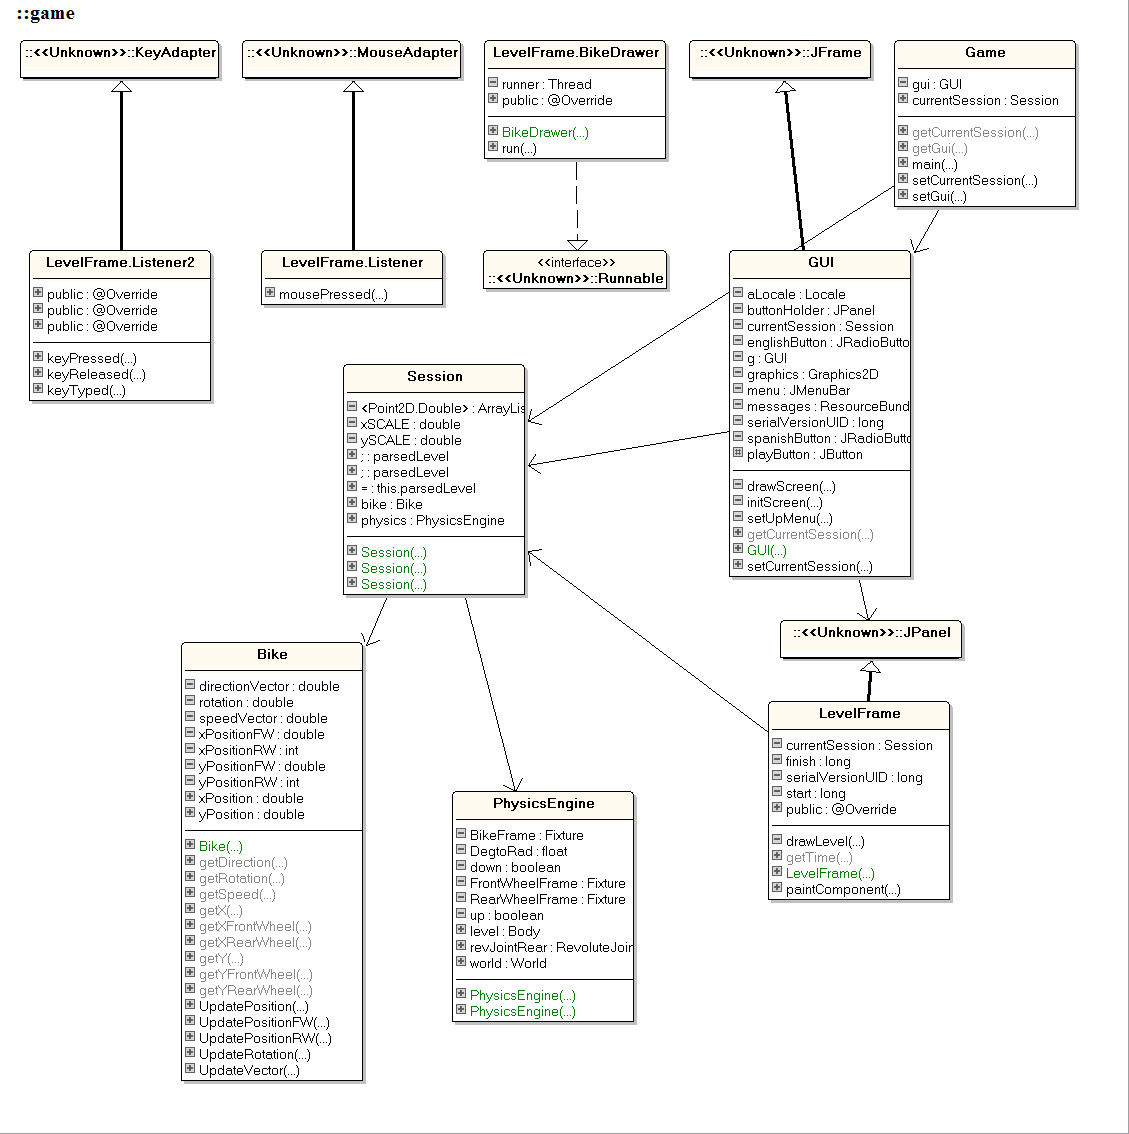 ::game
::<<Unknown>>::KeyAdapter
::<<Unknown>>::MouseAdapter
LevelFrame.BikeDrawer
runner : Thread
public : @Override
BikeDrawer(...)
run(...)
::<<Unknown>>::JFrame
Game
gui : GUI
currentSession : Session
getCurrentSession(...)
getGui(...)
main(...)
setCurrentSession(...)
setGui(...)
LevelFrame.Listener2
public : @Override
public : @Override
public : @Override
keyPressed(...)
keyReleased(...)
keyTyped(...)
LevelFrame.Listener
mousePressed(...)
<<interface>>
::<<Unknown>>::Runnable
GUI
aLocale : Locale
buttonHolder : JPanel
currentSession : Session
englishButton : JRadioButto
g : GUI
graphics : Graphics2D
menu : JMenuBar
messages : ResourceBund
serialVersionUID : long
spanishButton : JRadioButto
playButton : JButton
drawScreen(...)
initScreen(...)
setUpMenu(...)
getCurrentSession(...)
GUI(...)
setCurrentSession(...)
Session
<Point2D.Double> : ArrayLis
xSCALE : double
ySCALE : double
; : parsedLevel
; : parsedLevel
= : this.parsedLevel
bike : Bike
physics : PhysicsEngine
Session(...)
Session(...)
Session(...)
::<<Unknown>>::JPanel
Bike
directionVector : double
rotation : double
speedVector : double
xPositionFW : double
xPositionRW : int
yPositionFW : double
yPositionRW : int
xPosition : double
yPosition : double
Bike(...)
getDirection(...)
getRotation(...)
getSpeed(...)
getX(...)
getXFrontWheel(...)
getXRearWheel(...)
getY(...)
getYFrontWheel(...)
getYRearWheel(...)
UpdatePosition(...)
UpdatePositionFW(...)
UpdatePositionRW(...)
UpdateRotation(...)
UpdateVector(...)
LevelFrame
currentSession : Session
finish : long
serialVersionUID : long
start : long
public : @Override
drawLevel(...)
getTime(...)
LevelFrame(...)
paintComponent(...)
PhysicsEngine
BikeFrame : Fixture
DegtoRad : float
down : boolean
FrontWheelFrame : Fixture
RearWheelFrame : Fixture
up : boolean
level : Body
revJointRear : RevoluteJoin
world : World
PhysicsEngine(...)
PhysicsEngine(...)